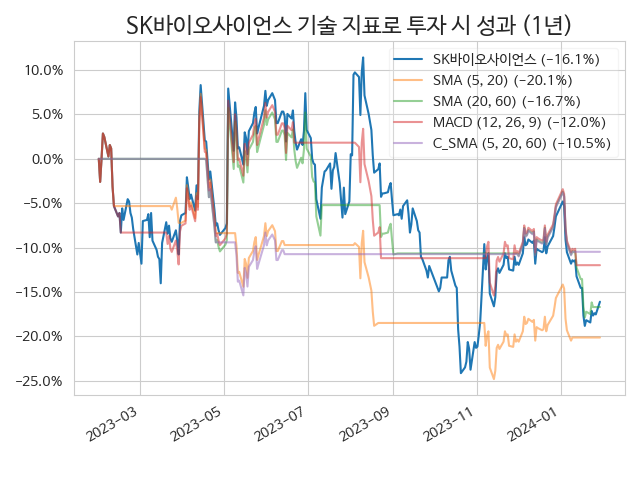 SK바이오사이언스 기술 지표로 투자 시 성과 (1년)
SK바이오사이언스 (−16.1%)
SMA (5, 20) (−20.1%)
SMA (20, 60) (−16.7%)
MACD (12, 26, 9) (−12.0%)
C_SMA (5, 20, 60) (−10.5%)
10.0%
5.0%
0.0%
−5.0%
−10.0%
−15.0%
−20.0%
−25.0%
2023−03
2023−05
2023−07
2023−09
2023−11
2024−01